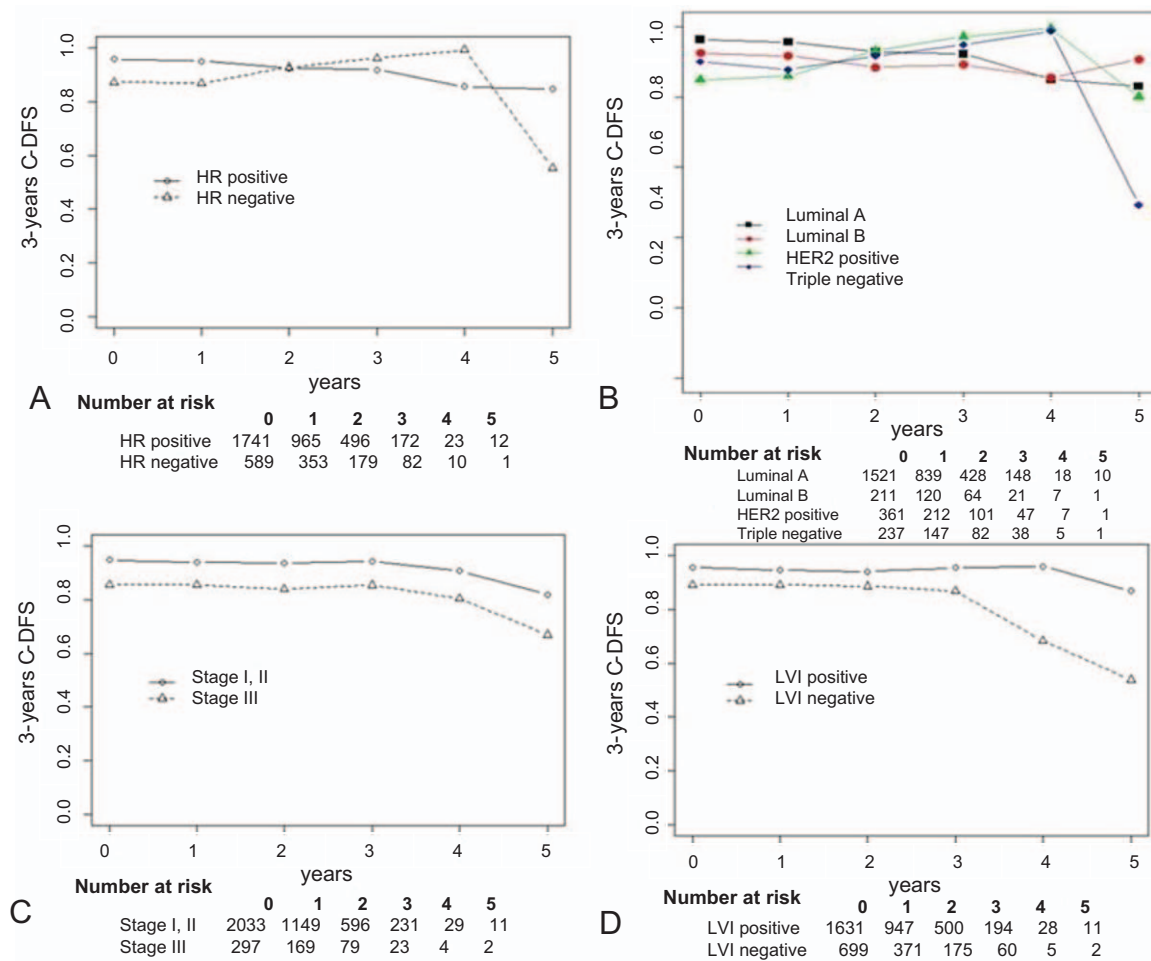 3-years C-DFS
1.0
0.8
0.6
0.4
0.2
0.0
HR positive
HR negative
0 1 2 3 4 5
years
A
Number at risk
0 1 2 3 4 5
HR positive 1741 965 496 172 23 12
HR negative 589 353 179 82 10 1
3-years C-DFS
1.0
0.8
0.6
0.4
0.2
0.0
Luminal A
Luminal B
HER2 positive
Triple negative
0 1 2 3 4 5
years
B
Number at risk
0 1 2 3 4 5
Luminal A 1521 839 428 148 18 10
Luminal B 211 120 64 21 7 1
HER2 positive 361 212 101 47 7 1
Triple negative 237 147 82 38 5 1
3-years C-DFS
1.0
0.8
0.6
0.4
0.2
0.0
Stage I, II
Stage III
0 1 2 3 4 5
years
C
Number at risk
0 1 2 3 4 5
Stage I, II 2033 1149 596 231 29 11
Stage III 297 169 79 23 4 2
3-years C-DFS
1.0
0.8
0.6
0.4
0.2
0.0
LVI positive
LVI negative
0 1 2 3 4 5
years
D
Number at risk
0 1 2 3 4 5
LVI positive 1631 947 500 194 28 11
LVI negative 699 371 175 60 5 2